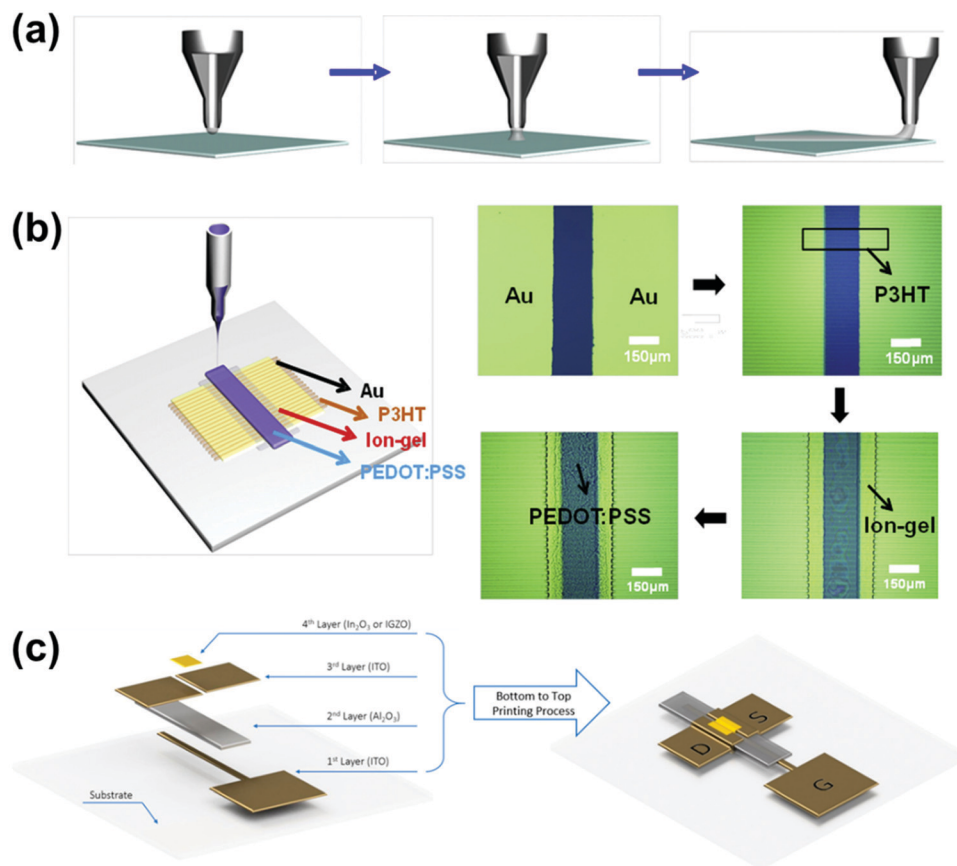 (a)
(b)
Au
P3HT
Ion-gel
PEDOT:PSS
Au
Au
150μm
P3HT
150μm
PEDOT:PSS
150μm
Ion-gel
150μm
(c)
4th Layer (In2O3 or IGZO)
3rd Layer (ITO)
2nd Layer (Al2O3)
1st Layer (ITO)
Substrate
Bottom to Top
Printing Process
S
D
G